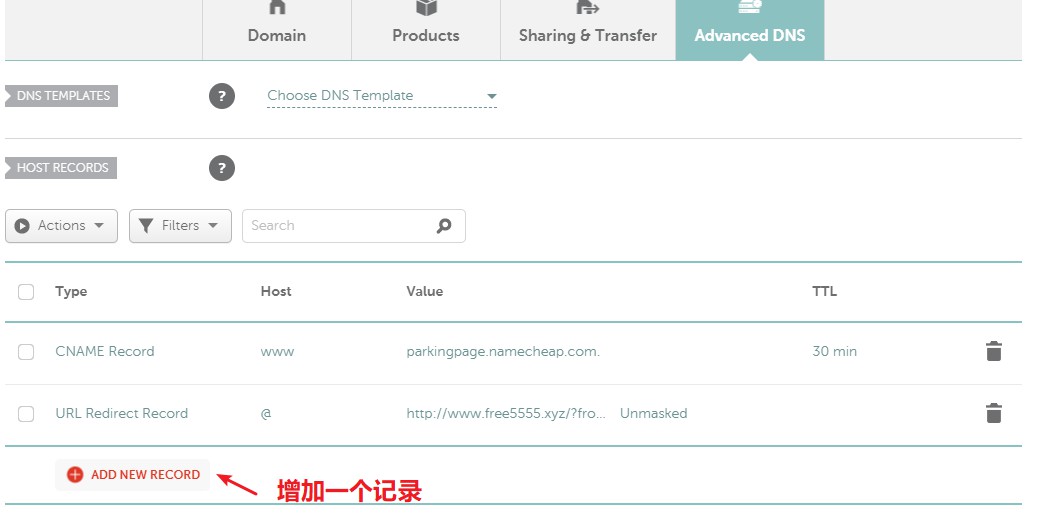 Domain Products Sharing & Transfer Advanced DNS
DNS TEMPLATES ? Choose DNS Template
HOST RECORDS ?
Actions Filters Search
Type Host Value TTL
CNAME Record www parkingpage.namecheap.com. 30 min
URL Redirect Record @ http://www.free5555.xyz/?fro... Unmasked
ADD NEW RECORD 增加一个记录